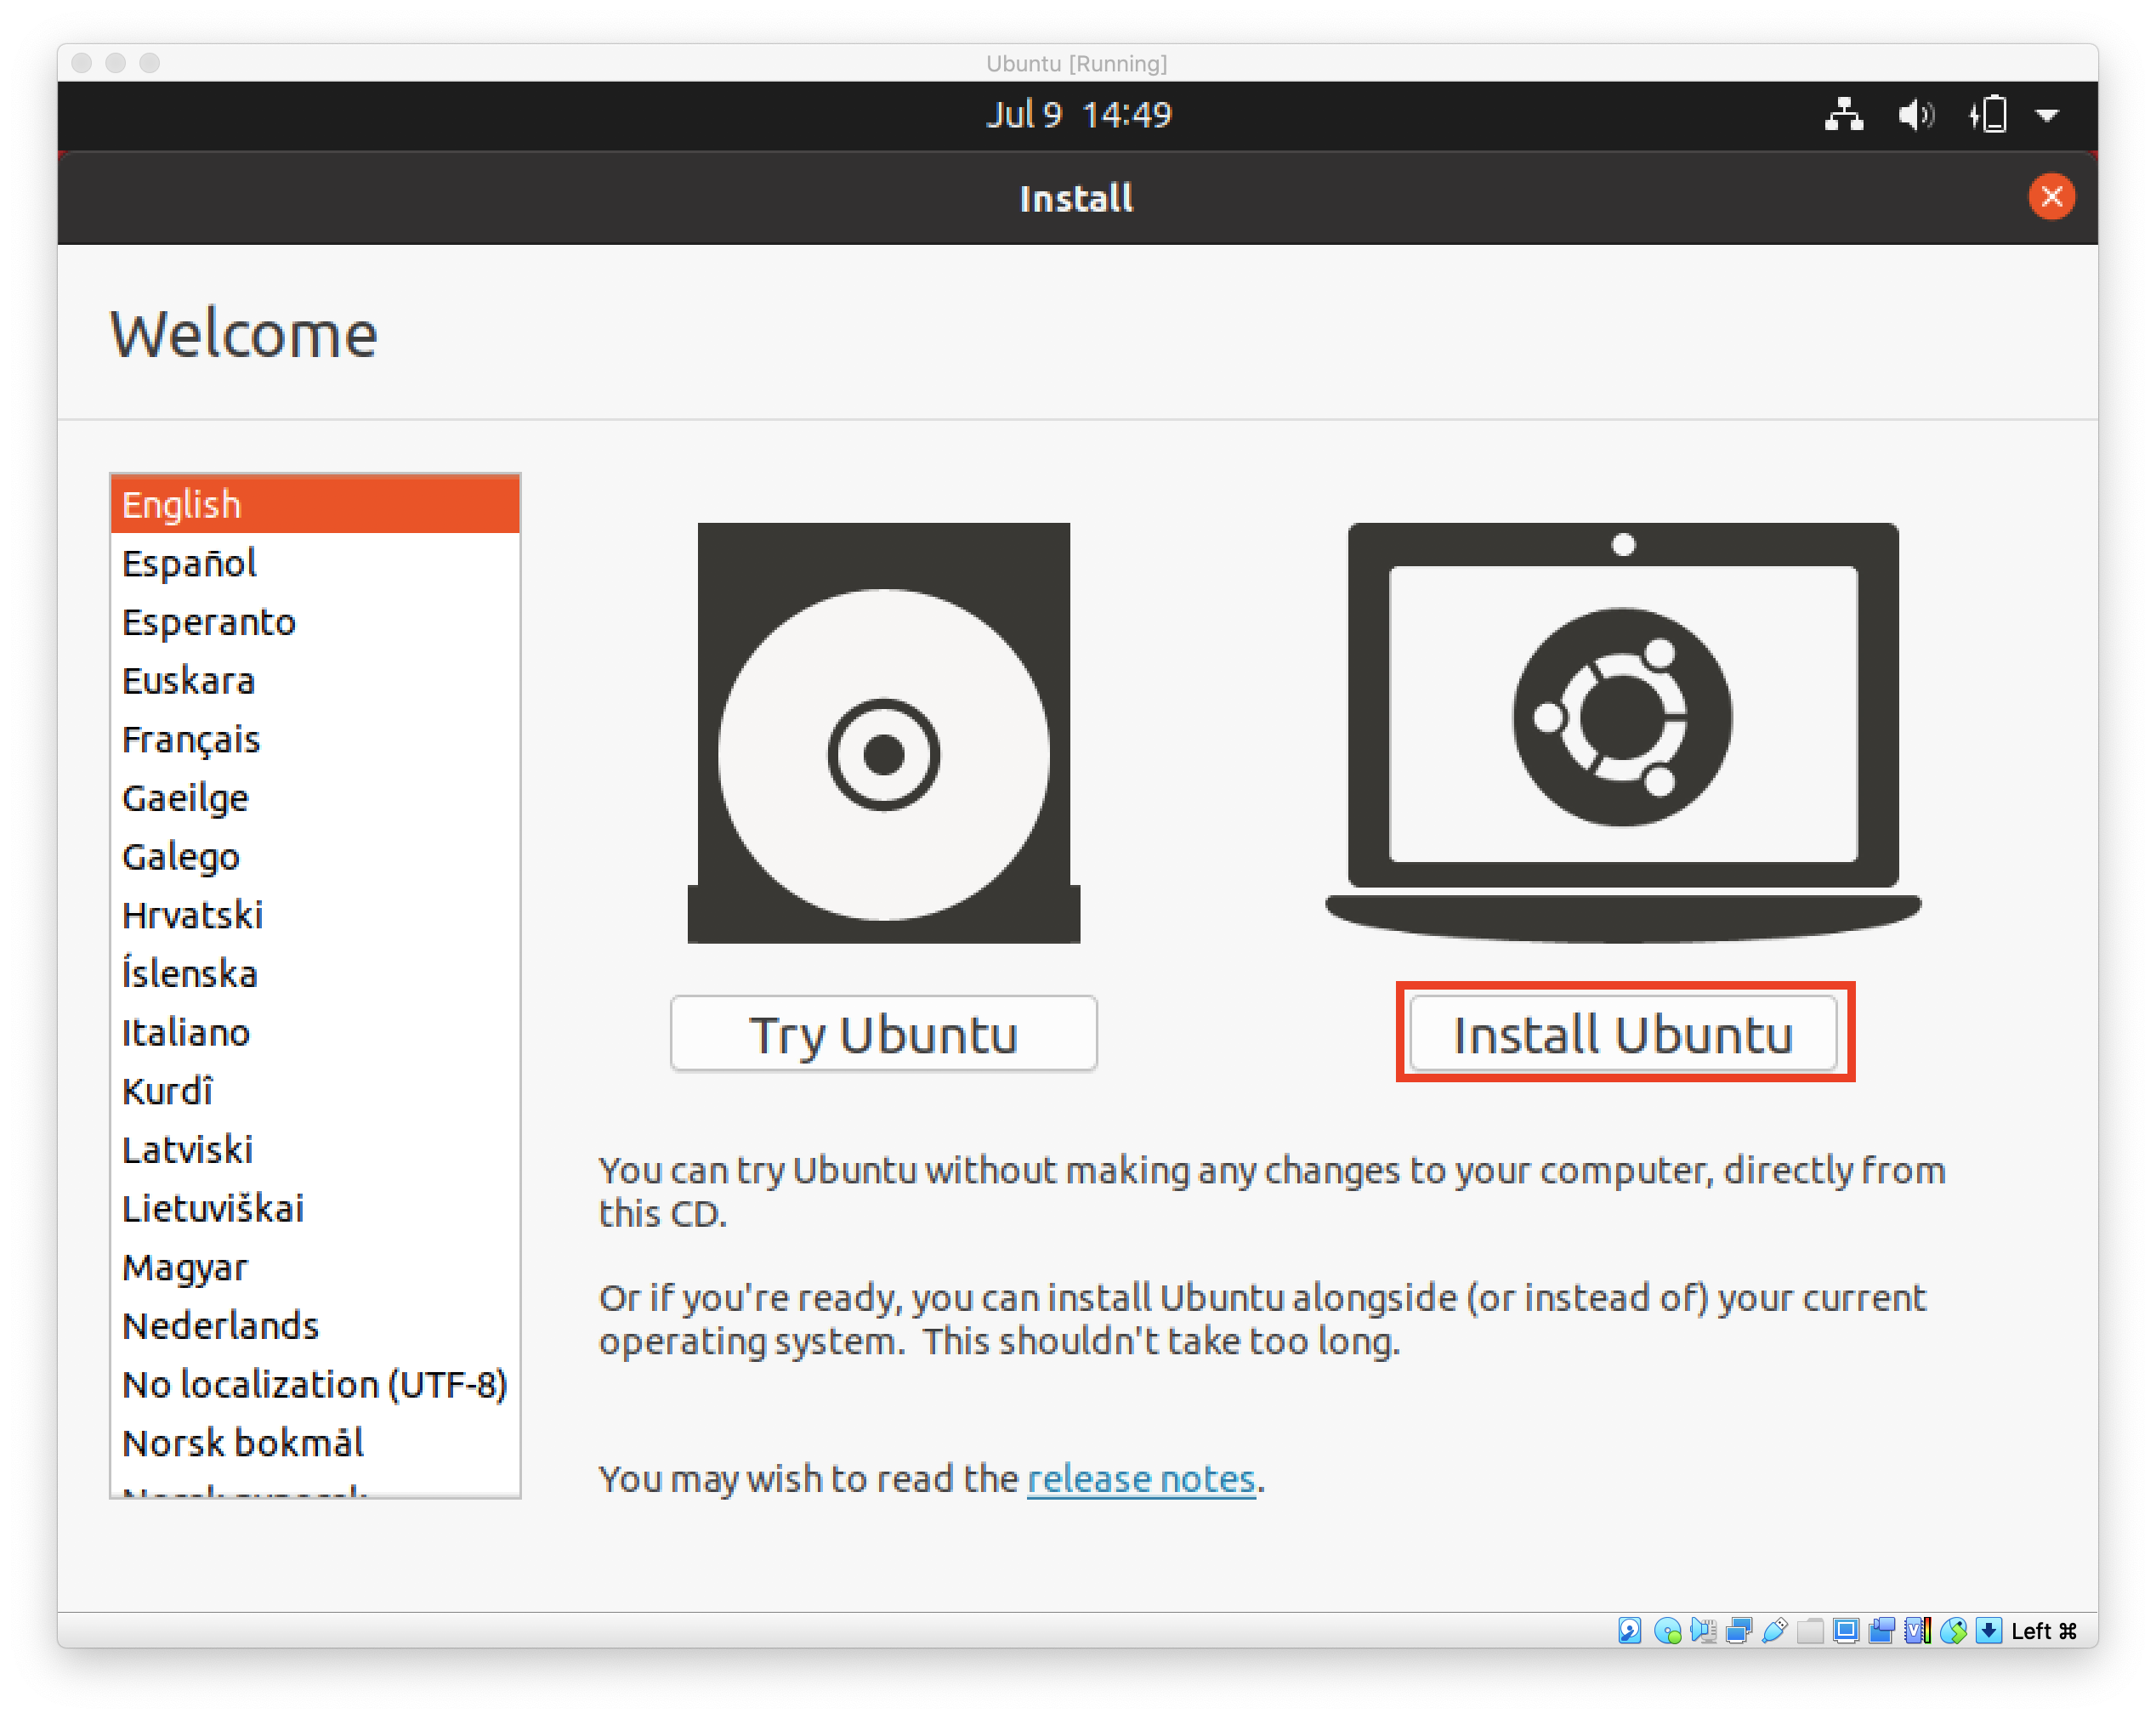 Ubuntu [Running]
Jul 9 14:49
Install
Welcome
English
Español
Esperanto
Euskara
Français
Gaeilge
Galego
Hrvatski
Íslenska
Italiano
Kurdî
Latviski
Lietuviškai
Magyar
Nederlands
No localization (UTF-8)
Norsk bokmål
Try Ubuntu
Install Ubuntu
You can try Ubuntu without making any changes to your computer, directly from
this CD.
Or if you're ready, you can install Ubuntu alongside (or instead of) your current
operating system. This shouldn't take too long.
You may wish to read the release notes.
Left ⌘